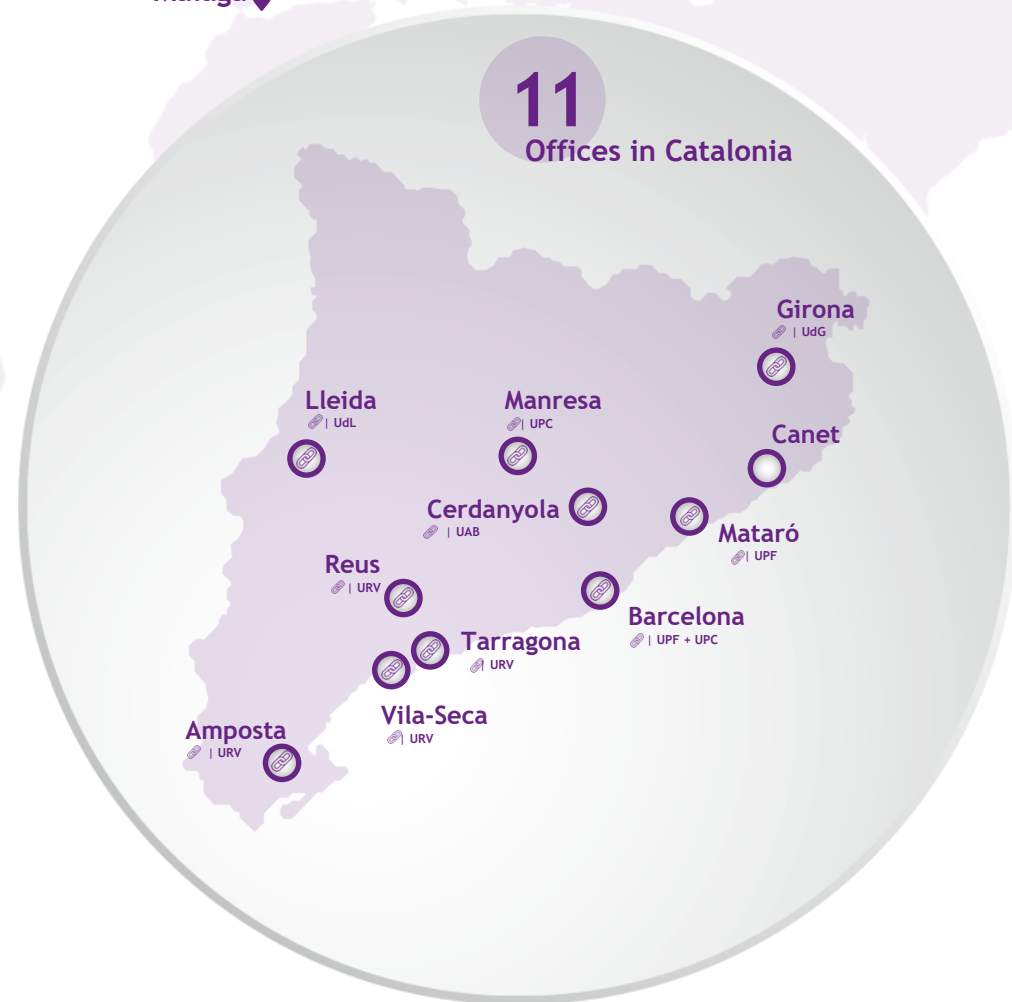 Málaga
11
Offices in Catalonia
Girona
| UdG
Lleida
| UdL
Manresa
| UPC
Canet
Cerdanyola
| UAB
Mataró
| UPF
Reus
| URV
Barcelona
| UPF + UPC
Tarragona
| URV
Vila-Seca
| URV
Amposta
| URV